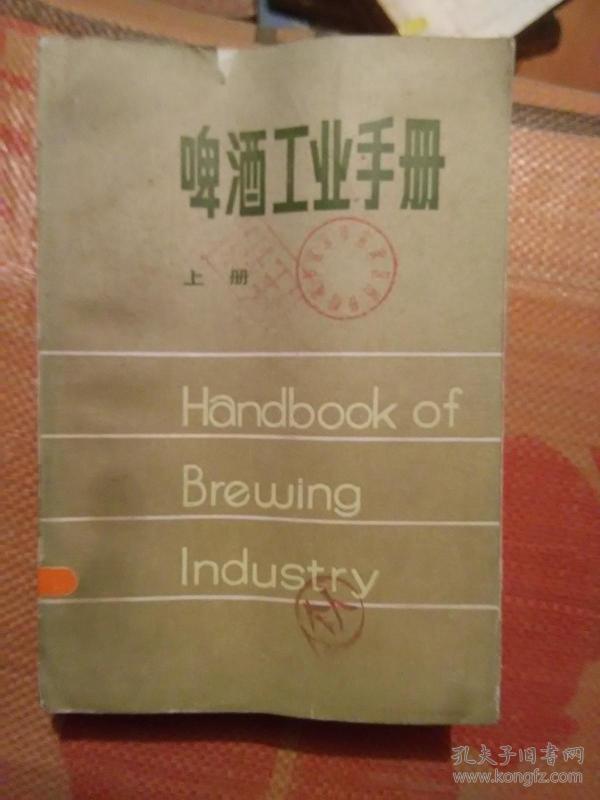 啤酒工业手册
上册
Handbook of
Brewing
Industry
孔夫子旧书网
www.kongfz.com